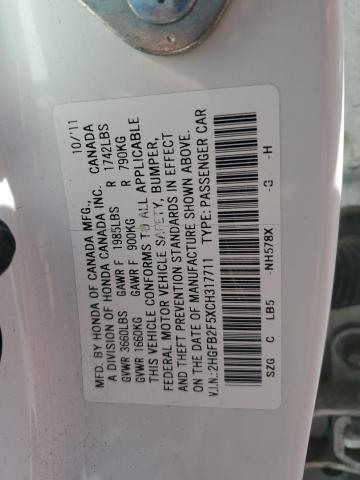 MFD. BY HONDA OF CANADA MFG., 10/'11
A DIVISION OF HONDA CANADA INC. CANADA
GVWR 3660LBS GAWR F 1985LBS R 1742LBS
GVWR 1660KG GAWR F 900KG R 790KG
THIS VEHICLE CONFORMS TO ALL APPLICABLE
FEDERAL MOTOR VEHICLE SAFETY, BUMPER,
AND THEFT PREVENTION STANDARDS IN EFFECT
ON THE DATE OF MANUFACTURE SHOWN ABOVE.
V.I.N.: 2HGFB2F5XCH317711 TYPE: PASSENGER CAR
SZG C LB5 -NH578X -G -H